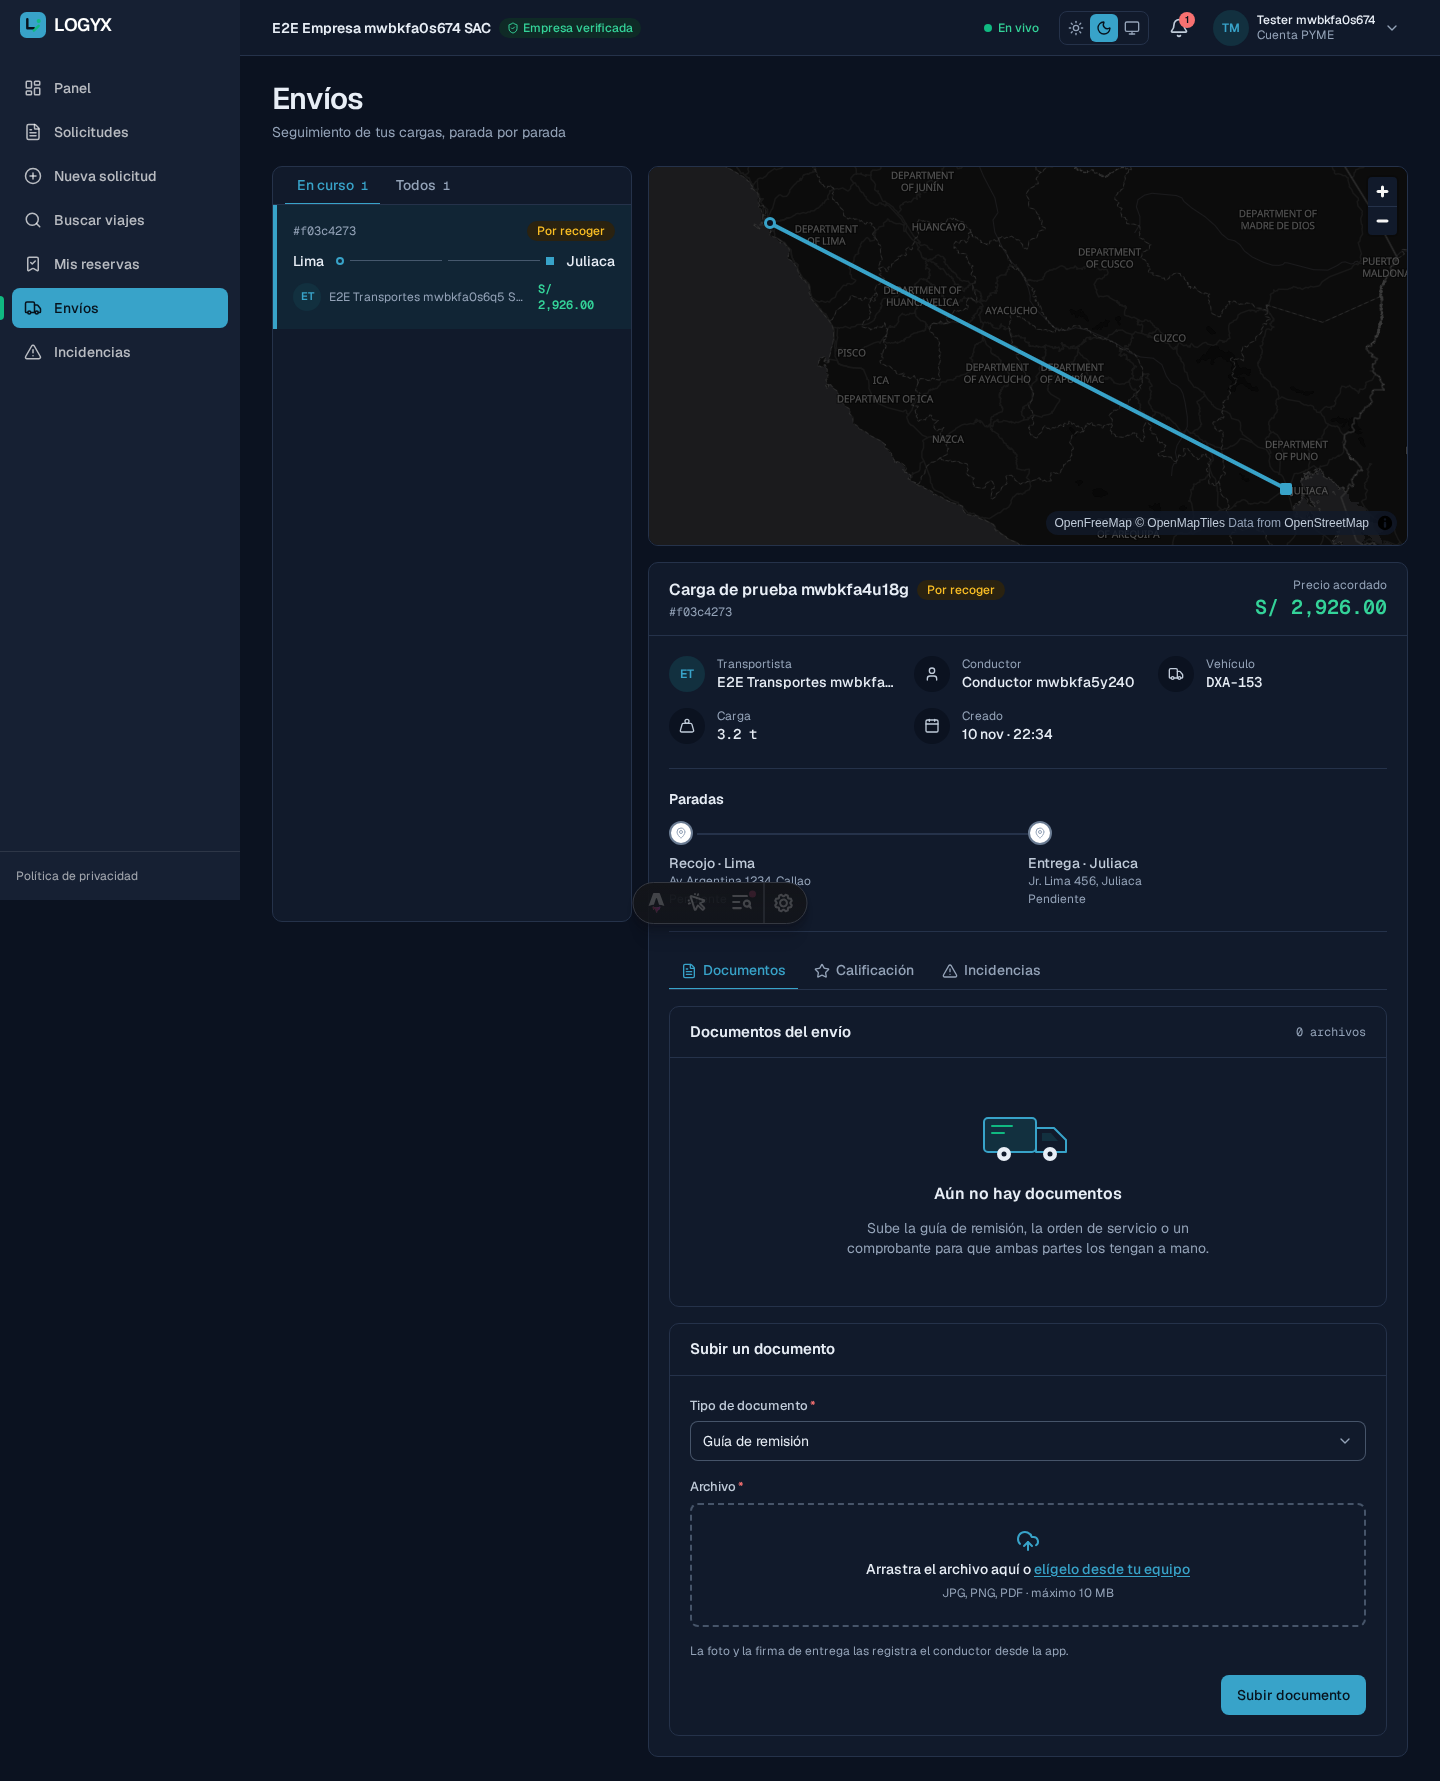 LOGYX
Panel
Solicitudes
Nueva solicitud
Buscar viajes
Mis reservas
Envíos
Incidencias
Política de privacidad
E2E Empresa mwbkfa0s674 SAC
Empresa verificada
En vivo
1
TM
Tester mwbkfa0s674
Cuenta PYME
Envíos
Seguimiento de tus cargas, parada por parada
En curso 1
Todos 1
#f03c4273
Por recoger
Lima
Juliaca
ET
E2E Transportes mwbkfa0s6q5 S...
S/
2,926.00
DEPARTMENT
OF JUNÍN
DEPARTMENT
OF LIMA
HUANCAYO
DEPARTMENT OF
MADRE DE DIOS
DEPARTMENT
OF CUSCO
PUERTO
MALDONA
DEPARTMENT OF
HUANCAVELICA
AYACUCHO
CUZCO
PISCO
ICA
DEPARTMENT
OF AYACUCHO
DEPARTMENT
OF APURÍMAC
DEPARTMENT OF ICA
NAZCA
DEPARTMENT
OF PUNO
JULIACA
OpenFreeMap © OpenMapTiles Data from OpenStreetMap
OF AREQUIPA
Carga de prueba mwbkfa4u18g
Por recoger
#f03c4273
Precio acordado
S/ 2,926.00
ET
Transportista
E2E Transportes mwbkfa...
Conductor
Conductor mwbkfa5y240
Vehículo
DXA-153
Carga
3.2 t
Creado
10 nov · 22:34
Paradas
Recojo · Lima
Av. Argentina 1234, Callao
Entrega · Juliaca
Jr. Lima 456, Juliaca
Pendiente
Documentos
Calificación
Incidencias
Documentos del envío
0 archivos
Aún no hay documentos
Sube la guía de remisión, la orden de servicio o un
comprobante para que ambas partes los tengan a mano.
Subir un documento
Tipo de documento *
Guía de remisión
Archivo *
Arrastra el archivo aquí o elígelo desde tu equipo
JPG, PNG, PDF · máximo 10 MB
La foto y la firma de entrega las registra el conductor desde la app.
Subir documento